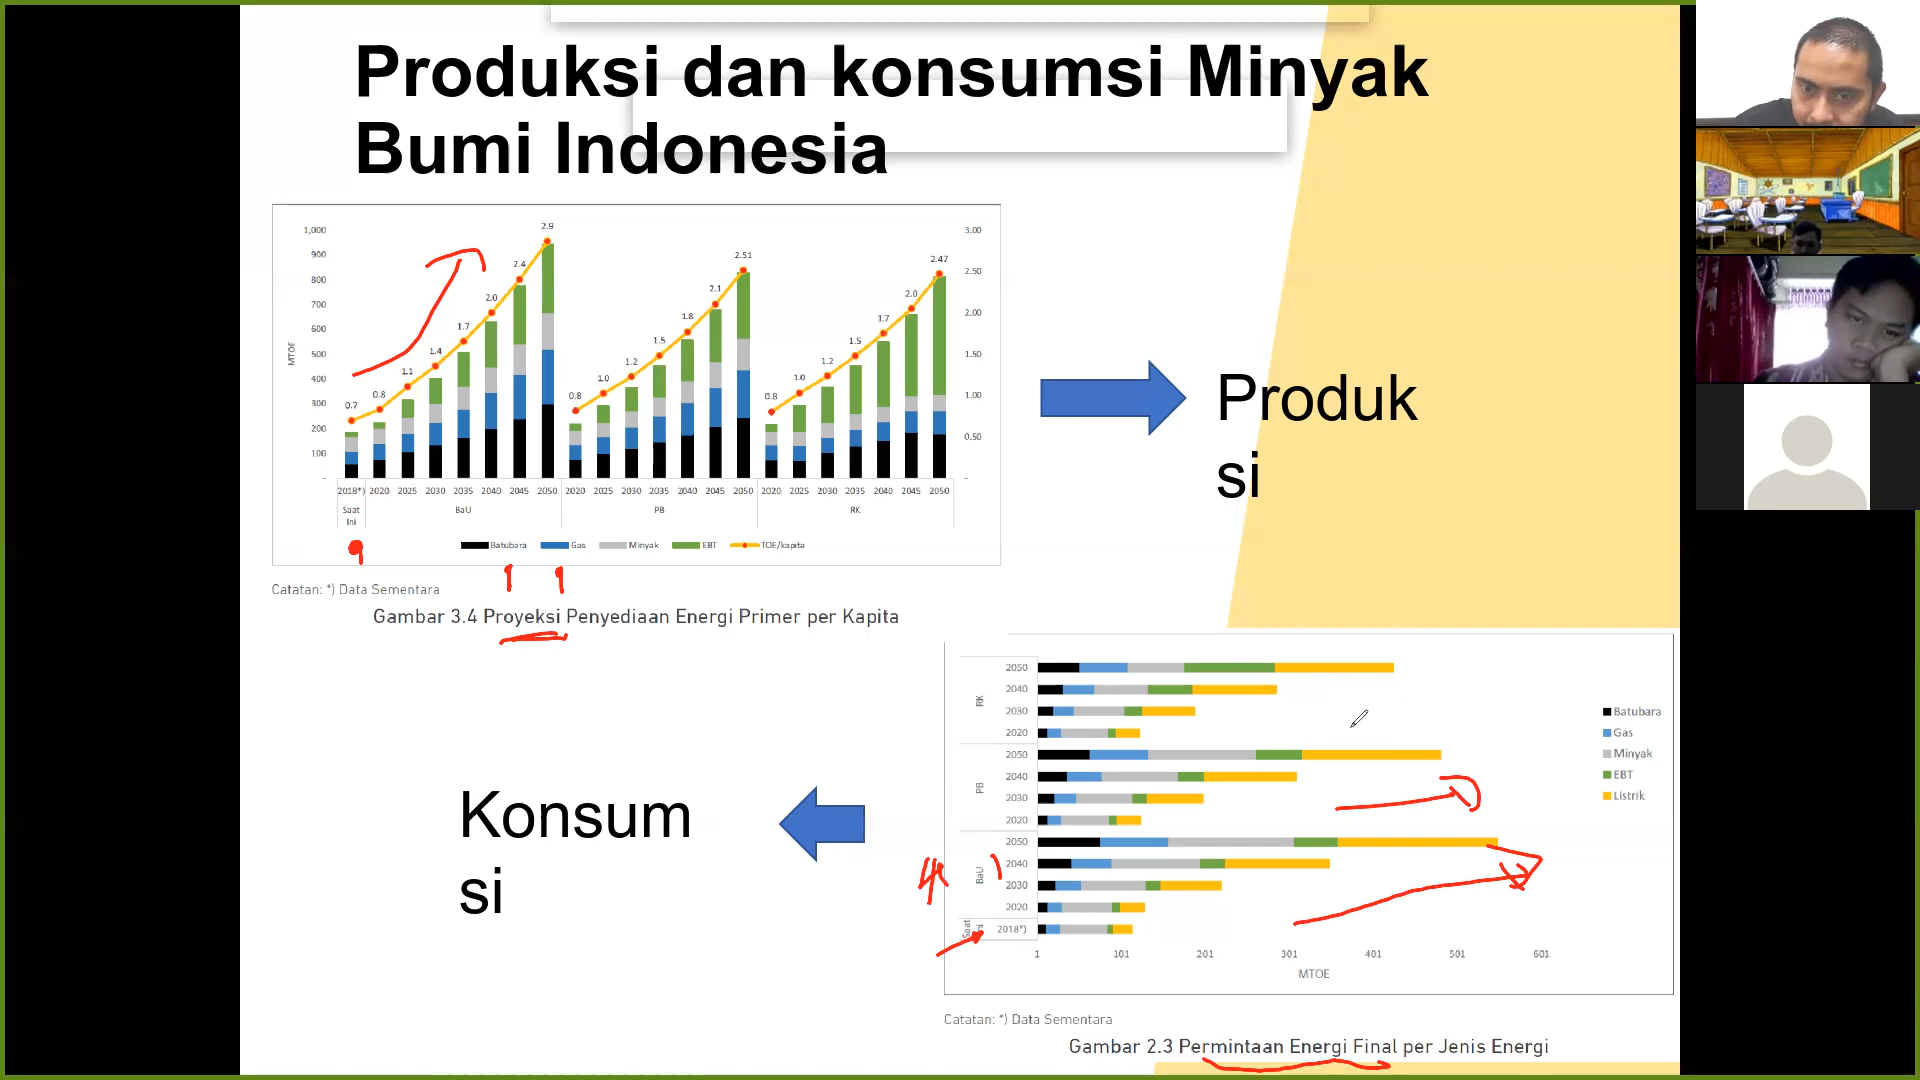 Produksi dan konsumsi Minyak
Bumi Indonesia
1,000
900
800
700
600
500
400
300
200
100
-
MTOE
3.00
2.50
2.00
1.50
1.00
0.50
-
0.7
0.8
1.1
1.4
1.7
2.0
2.4
2.9
0.8
1.0
1.2
1.5
1.8
2.1
2.51
0.8
1.0
1.2
1.5
1.7
2.0
2.47
2018*) 2020 2025 2030 2035 2040 2045 2050 2020 2025 2030 2035 2040 2045 2050 2020 2025 2030 2035 2040 2045 2050
Saat
Ini
BaU
PB
RK
Batubara Gas Minyak EBT TOE/kapita
Catatan: *) Data Sementara
Gambar 3.4 Proyeksi Penyediaan Energi Primer per Kapita
Produk
si
Konsum
si
RK
2050
2040
2030
2020
PB
2050
2040
2030
2020
BaU
2050
2040
2030
2020
Saat
ini
2018*)
1 101 201 301 401 501 601
MTOE
Batubara
Gas
Minyak
EBT
Listrik
Catatan: *) Data Sementara
Gambar 2.3 Permintaan Energi Final per Jenis Energi